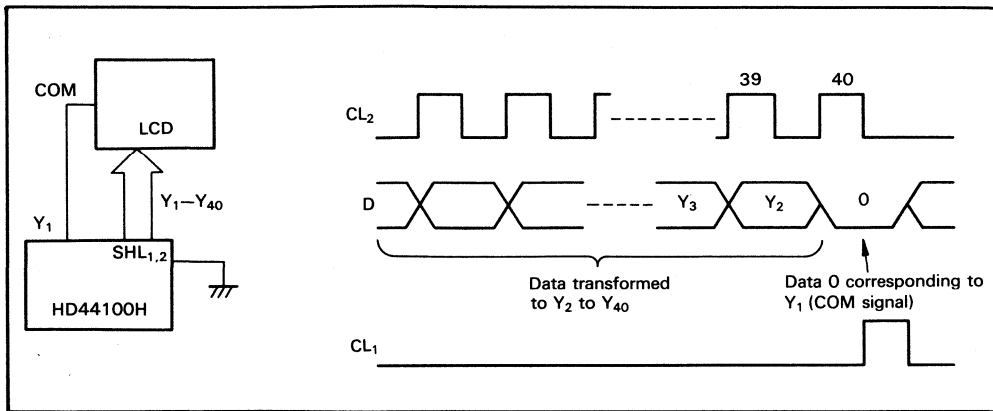 COM
LCD
Y1
Y1—Y40
SHL1,2
HD44100H
39 40
CL2
D
Y3 Y2 0
Data transformed
to Y2 to Y40
Data 0 corresponding to
Y1 (COM signal)
CL1